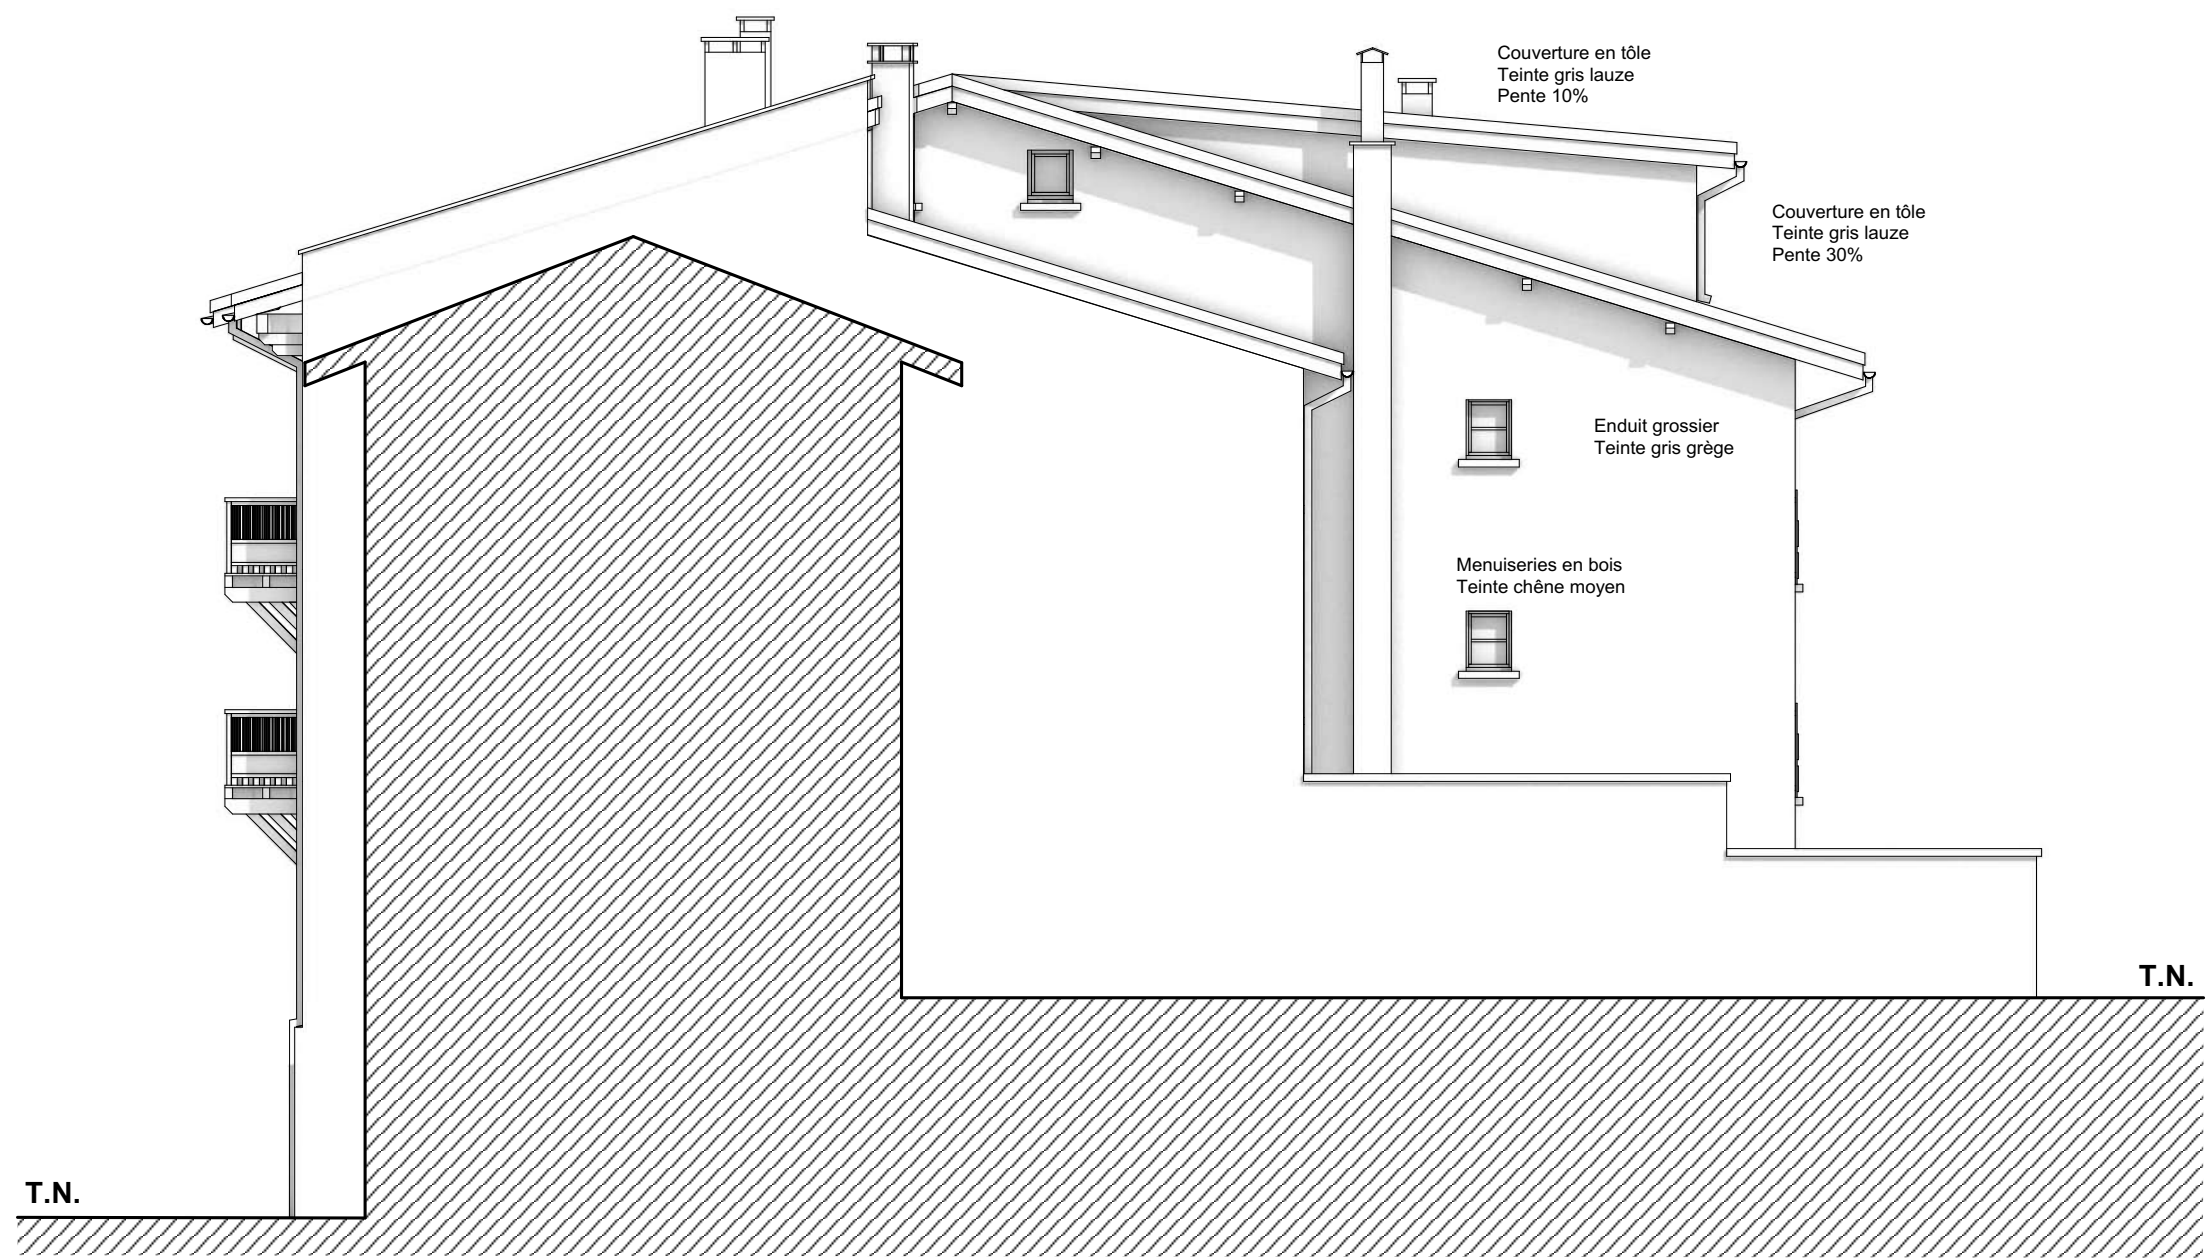 Couverture en tôle
Teinte gris lauze
Pente 10%
Couverture en tôle
Teinte gris lauze
Pente 30%
Enduit grossier
Teinte gris grège
Menuiseries en bois
Teinte chêne moyen
T.N.
T.N.